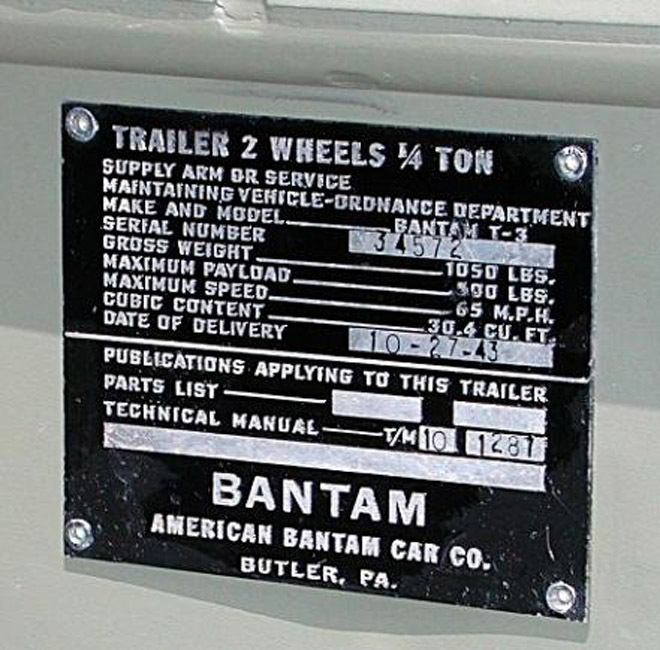 TRAILER 2 WHEELS ¼ TON
SUPPLY ARM OR SERVICE
MAINTAINING VEHICLE-ORDNANCE DEPARTMENT
MAKE AND MODEL BANTAM T-3
SERIAL NUMBER 34572
GROSS WEIGHT 1050 LBS.
MAXIMUM PAYLOAD 500 LBS.
MAXIMUM SPEED 65 M.P.H.
CUBIC CONTENT 30.4 CU. FT.
DATE OF DELIVERY 10-27-43
PUBLICATIONS APPLYING TO THIS TRAILER
PARTS LIST
TECHNICAL MANUAL T/M 10 1287
BANTAM
AMERICAN BANTAM CAR CO.
BUTLER, PA.